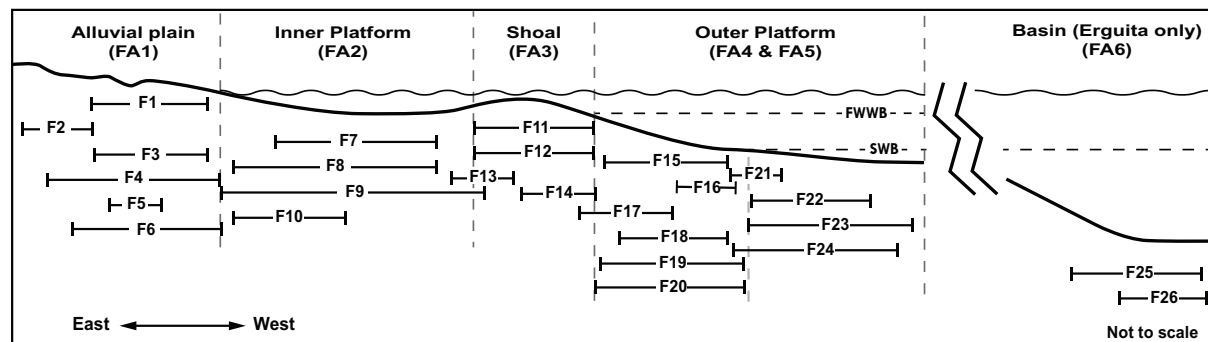 Alluvial plain
(FA1)
Inner Platform
(FA2)
Shoal
(FA3)
Outer Platform
(FA4 & FA5)
Basin (Erguita only)
(FA6)
F1
F2
F3
F4
F5
F6
F7
F8
F9
F10
F11
F12
F13
F14
F15
F16
F17
F18
F19
F20
F21
F22
F23
F24
F25
F26
FWWB
SWB
East
West
Not to scale